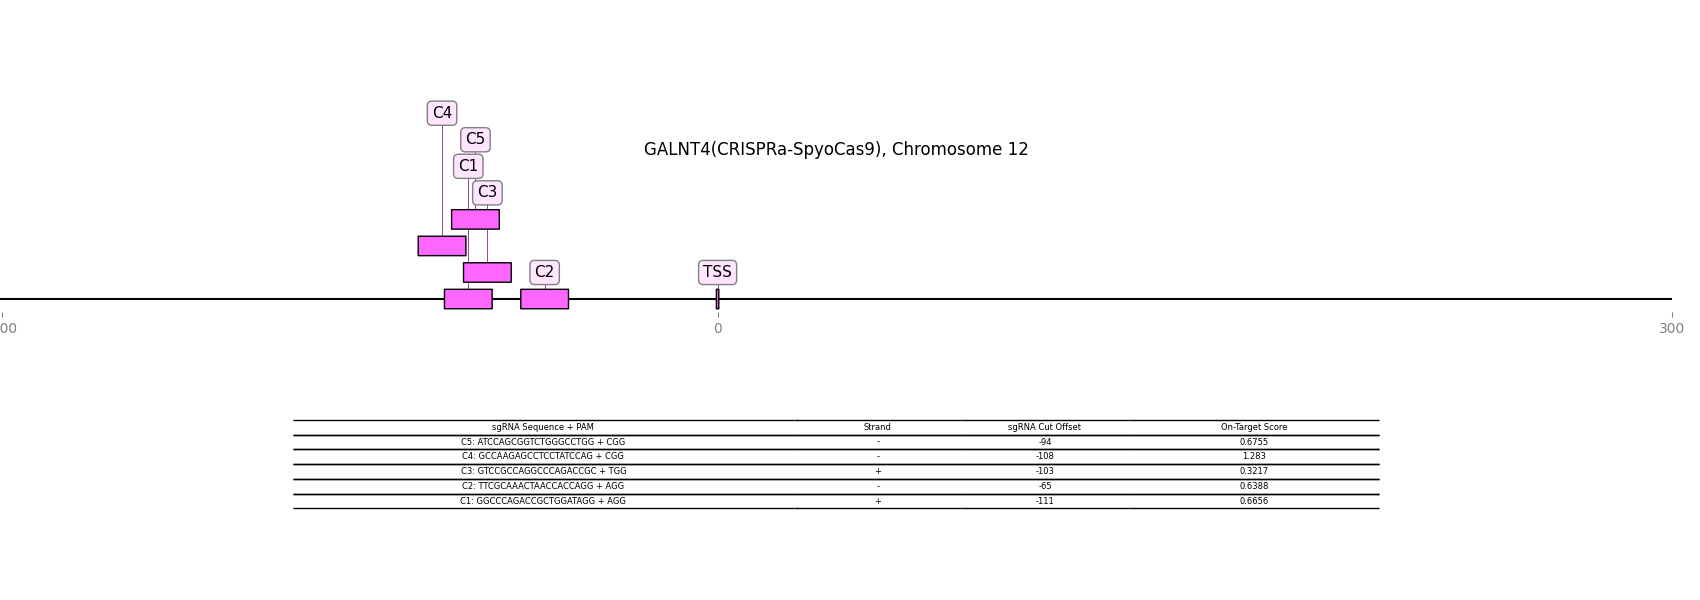 C4
C5
GALNT4(CRISPRa-SpyoCas9), Chromosome 12
C1
C3
C2 TSS
00 0 300
sgRNA Sequence + PAM Strand sgRNA Cut Offset On-Target Score
C5: ATCCAGCGGTCTGGGCCTGG + CGG - -94 0.6755
C4: GCCAAGAGCCTCCTATCCAG + CGG - -108 1.283
C3: GTCCGCCAGGCCCAGACCGC + TGG + -103 0.3217
C2: TTCGCAAACTAACCACCAGG + AGG - -65 0.6388
C1: GGCCCAGACCGCTGGATAGG + AGG + -111 0.6656